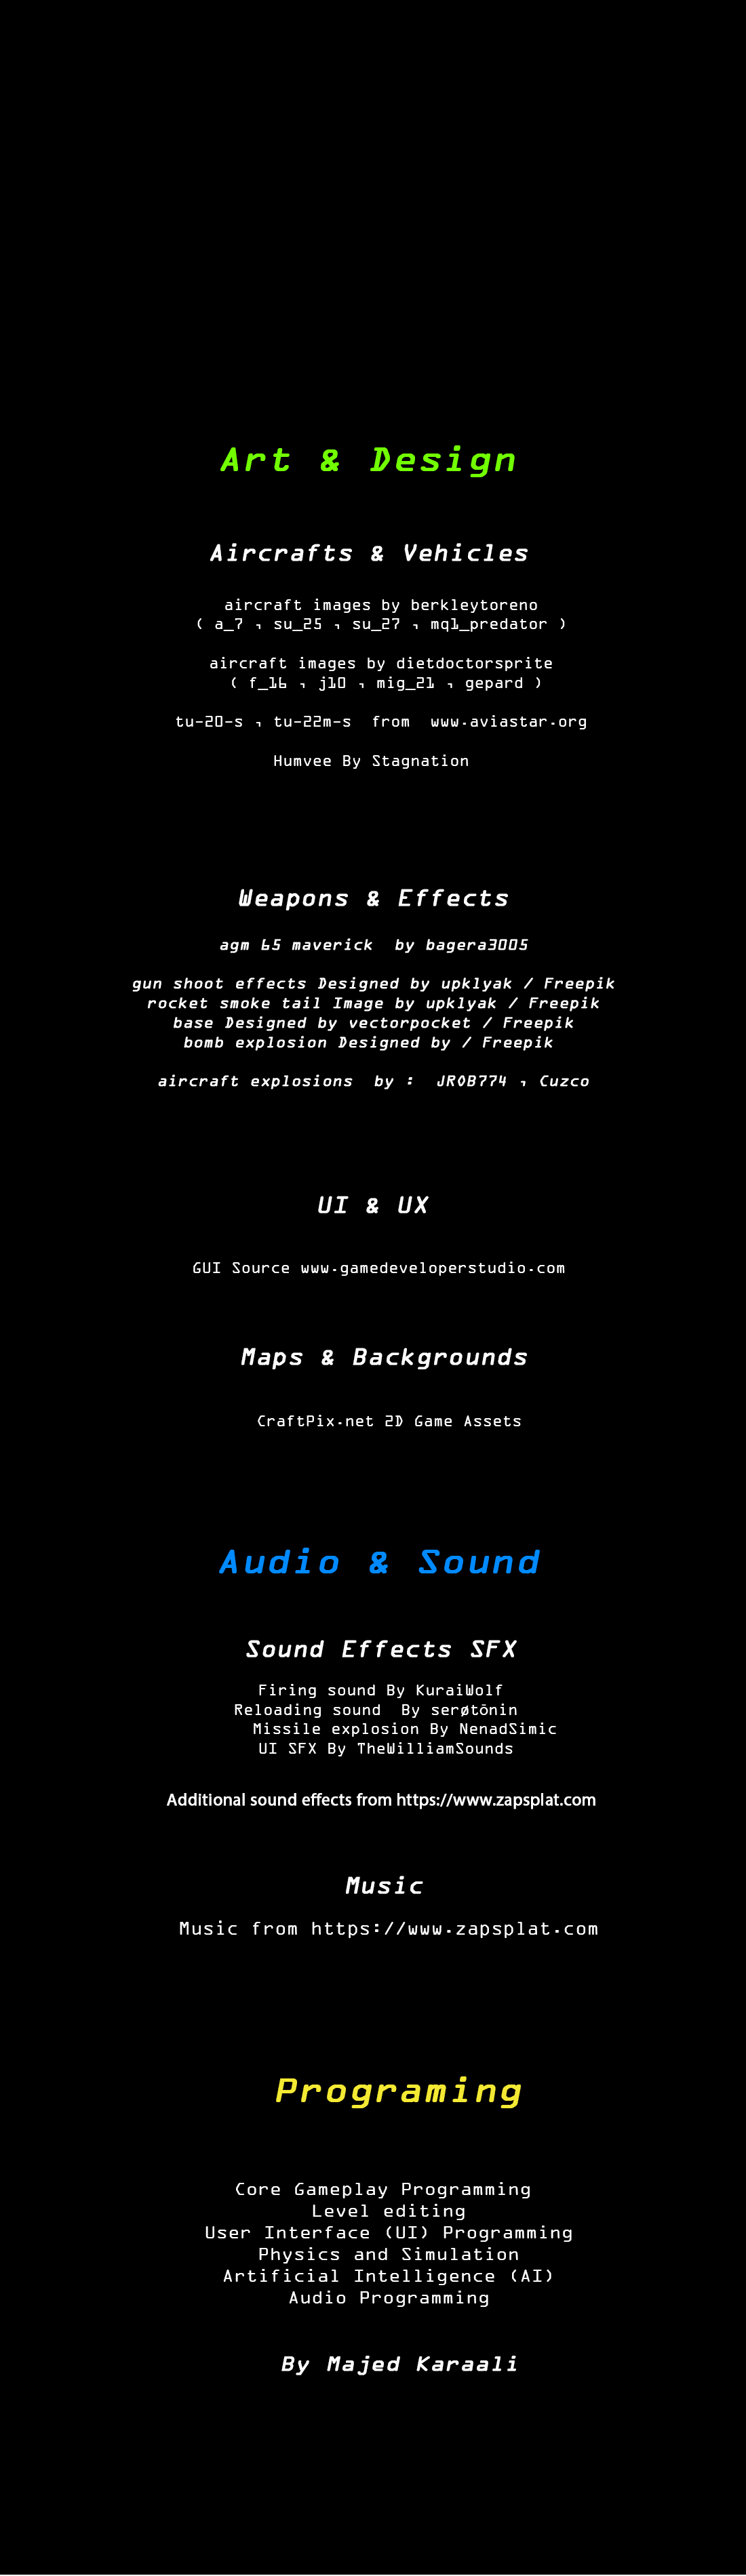 Art & Design
Aircrafts & Vehicles
aircraft images by berkleytoreno
( a_7 , su_25 , su_27 , mq1_predator )
aircraft images by dietdoctorsprite
( f_16 , j10 , mig_21 , gepard )
tu-20-s , tu-22m-s from www.aviastar.org
Humvee By Stagnation
Weapons & Effects
agm 65 maverick by bagera3005
gun shoot effects Designed by upklyak / Freepik
rocket smoke tail Image by upklyak / Freepik
base Designed by vectorpocket / Freepik
bomb explosion Designed by / Freepik
aircraft explosions by : JROB774 , Cuzco
UI & UX
GUI Source www.gamedeveloperstudio.com
Maps & Backgrounds
CraftPix.net 2D Game Assets
Audio & Sound
Sound Effects SFX
Firing sound By KuraiWolf
Reloading sound By serøtōnin
Missile explosion By NenadSimic
UI SFX By TheWilliamSounds
Additional sound effects from https://www.zapsplat.com
Music
Music from https://www.zapsplat.com
Programing
Core Gameplay Programming
Level editing
User Interface (UI) Programming
Physics and Simulation
Artificial Intelligence (AI)
Audio Programming
By Majed Karaali